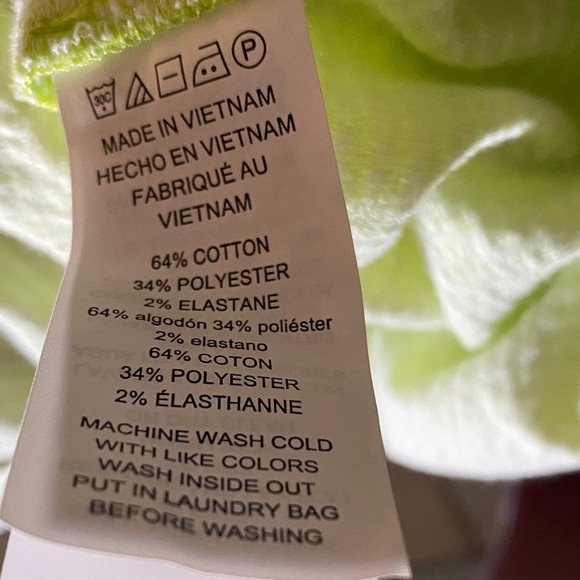 30C
P
MADE IN VIETNAM
HECHO EN VIETNAM
FABRIQUÉ AU
VIETNAM
64% COTTON
34% POLYESTER
2% ELASTANE
64% algodón 34% poliéster
2% elastano
64% COTON
34% POLYESTER
2% ÉLASTHANNE
MACHINE WASH COLD
WITH LIKE COLORS
WASH INSIDE OUT
PUT IN LAUNDRY BAG
BEFORE WASHING